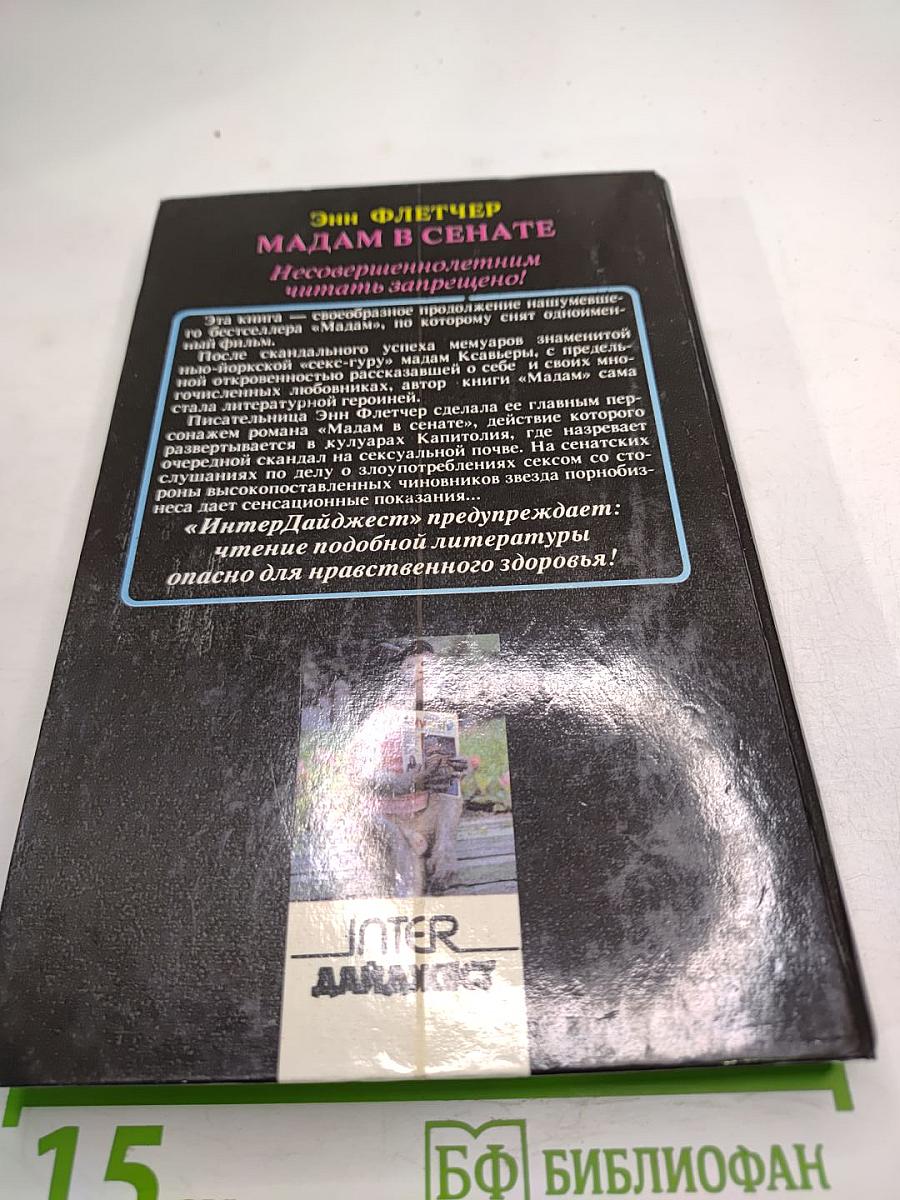 Энн ФЛЕТЧЕР
МАДАМ В СЕНАТЕ
Несовершеннолетним
читать запрещено!
Эта книга — своеобразное продолжение нашумевше-
го бестселлера «Мадам», по которому снят одноимен-
ный фильм.
После скандального успеха мемуаров знаменитой
нью-йоркской «секс-гуру» мадам Ксавьеры, с предель-
ной откровенностью рассказавшей о себе и своих мно-
гочисленных любовниках, автор книги «Мадам» сама
стала литературной героиней.
Писательница Энн Флетчер сделала ее главным пер-
сонажем романа «Мадам в сенате», действие которого
развертывается в кулуарах Капитолия, где назревает
очередной скандал на сексуальной почве. На сенатских
слушаниях по делу о злоупотреблениях сексом со сто-
роны высокопоставленных чиновников звезда порнобиз-
неса дает сенсационные показания...
«ИнтерДайджест» предупреждает:
чтение подобной литературы
опасно для нравственного здоровья!
INTER
ДАЙДЖЕСТ
15
БФ БИБЛИОФАН